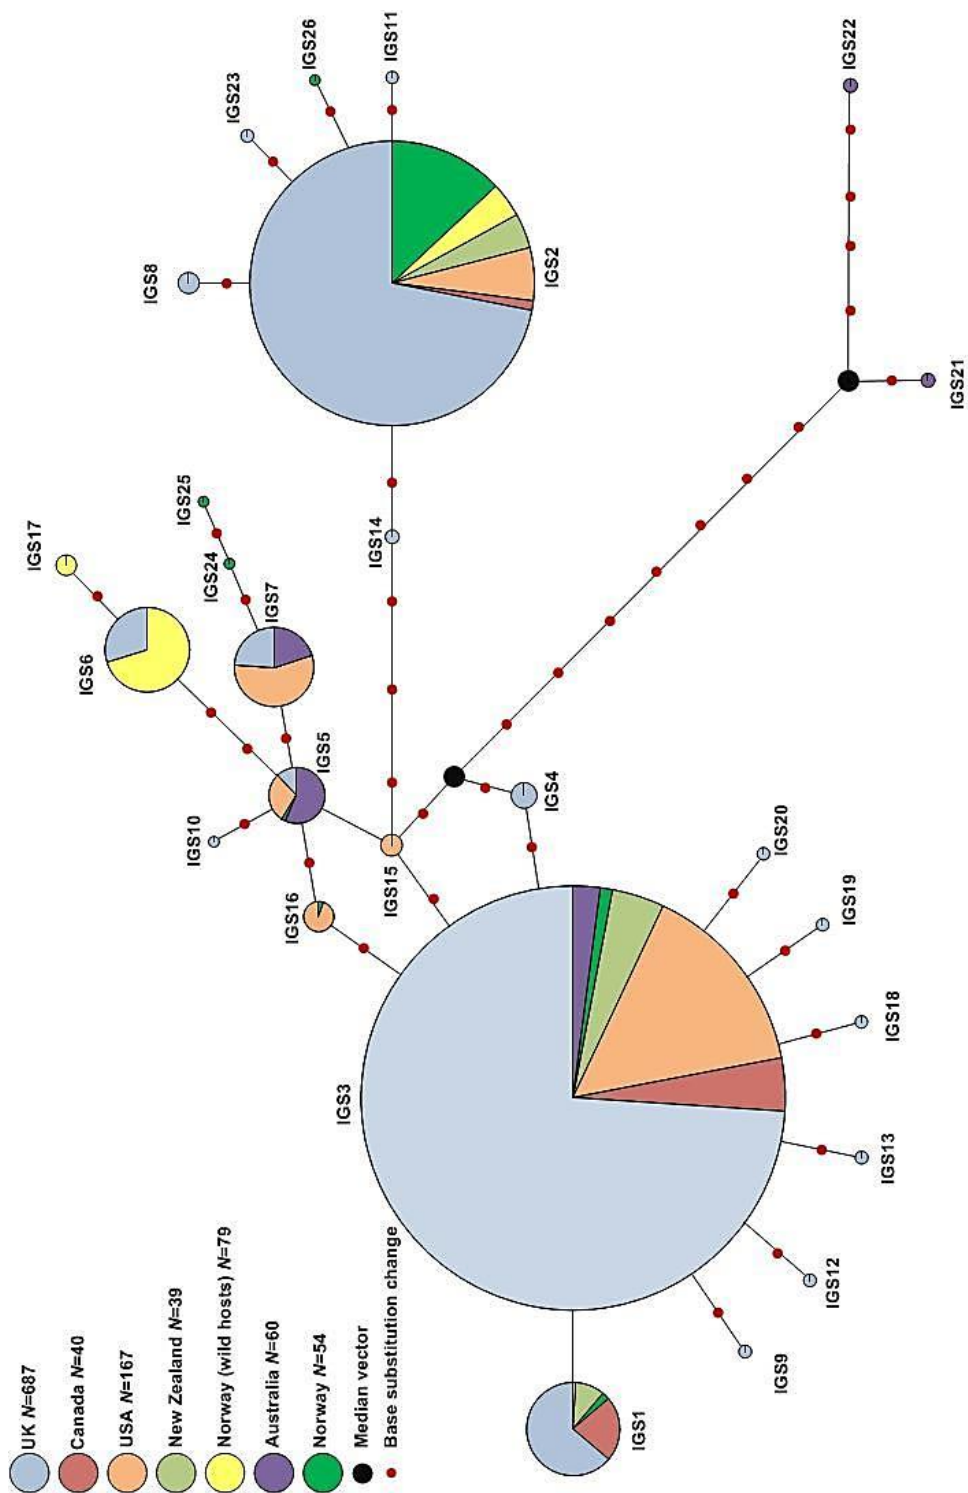 UK N=687
Canada N=40
USA N=167
New Zealand N=39
Norway (wild hosts) N=79
Australia N=60
Norway N=54
Median vector
Base substitution change
IGS17
IGS6
IGS25
IGS24
IGS7
IGS10
IGS5
IGS16
IGS15
IGS14
IGS8
IGS23
IGS26
IGS11
IGS2
IGS22
IGS21
IGS4
IGS3
IGS20
IGS19
IGS18
IGS13
IGS12
IGS9
IGS1